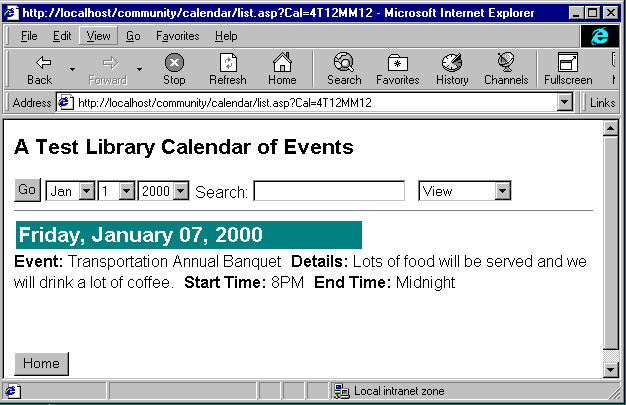 http://localhost/community/calendar/list.asp?Cal=4T12MM12 - Microsoft Internet Explorer
File Edit View Go Favorites Help
Back Forward Stop Refresh Home Search Favorites History Channels Fullscreen
Address http://localhost/community/calendar/list.asp?Cal=4T12MM12 Links
A Test Library Calendar of Events
Go Jan 1 2000 Search: View
Friday, January 07, 2000
Event: Transportation Annual Banquet Details: Lots of food will be served and we
will drink a lot of coffee. Start Time: 8PM End Time: Midnight
Home
Local intranet zone